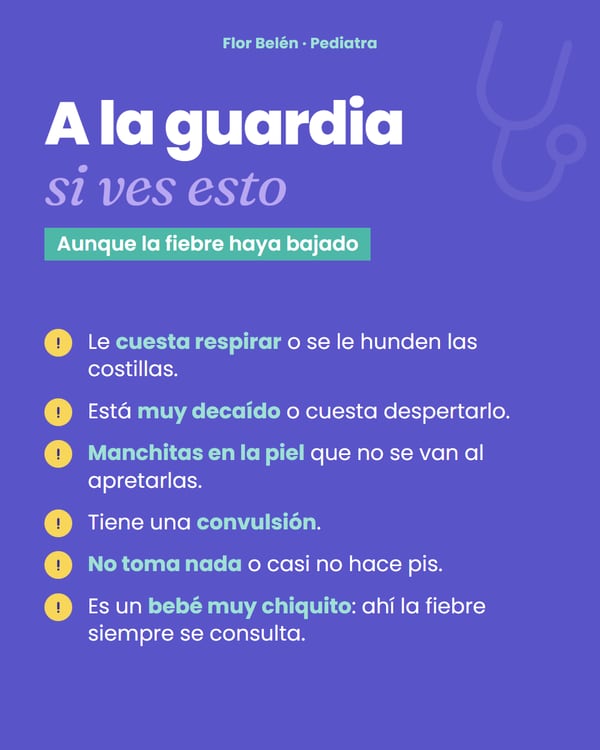 Flor Belén · Pediatra
A la guardia
si ves esto
Aunque la fiebre haya bajado
! Le cuesta respirar o se le hunden las
costillas.
! Está muy decaído o cuesta despertarlo.
! Manchitas en la piel que no se van al
apretarlas.
! Tiene una convulsión.
! No toma nada o casi no hace pis.
! Es un bebé muy chiquito: ahí la fiebre
siempre se consulta.